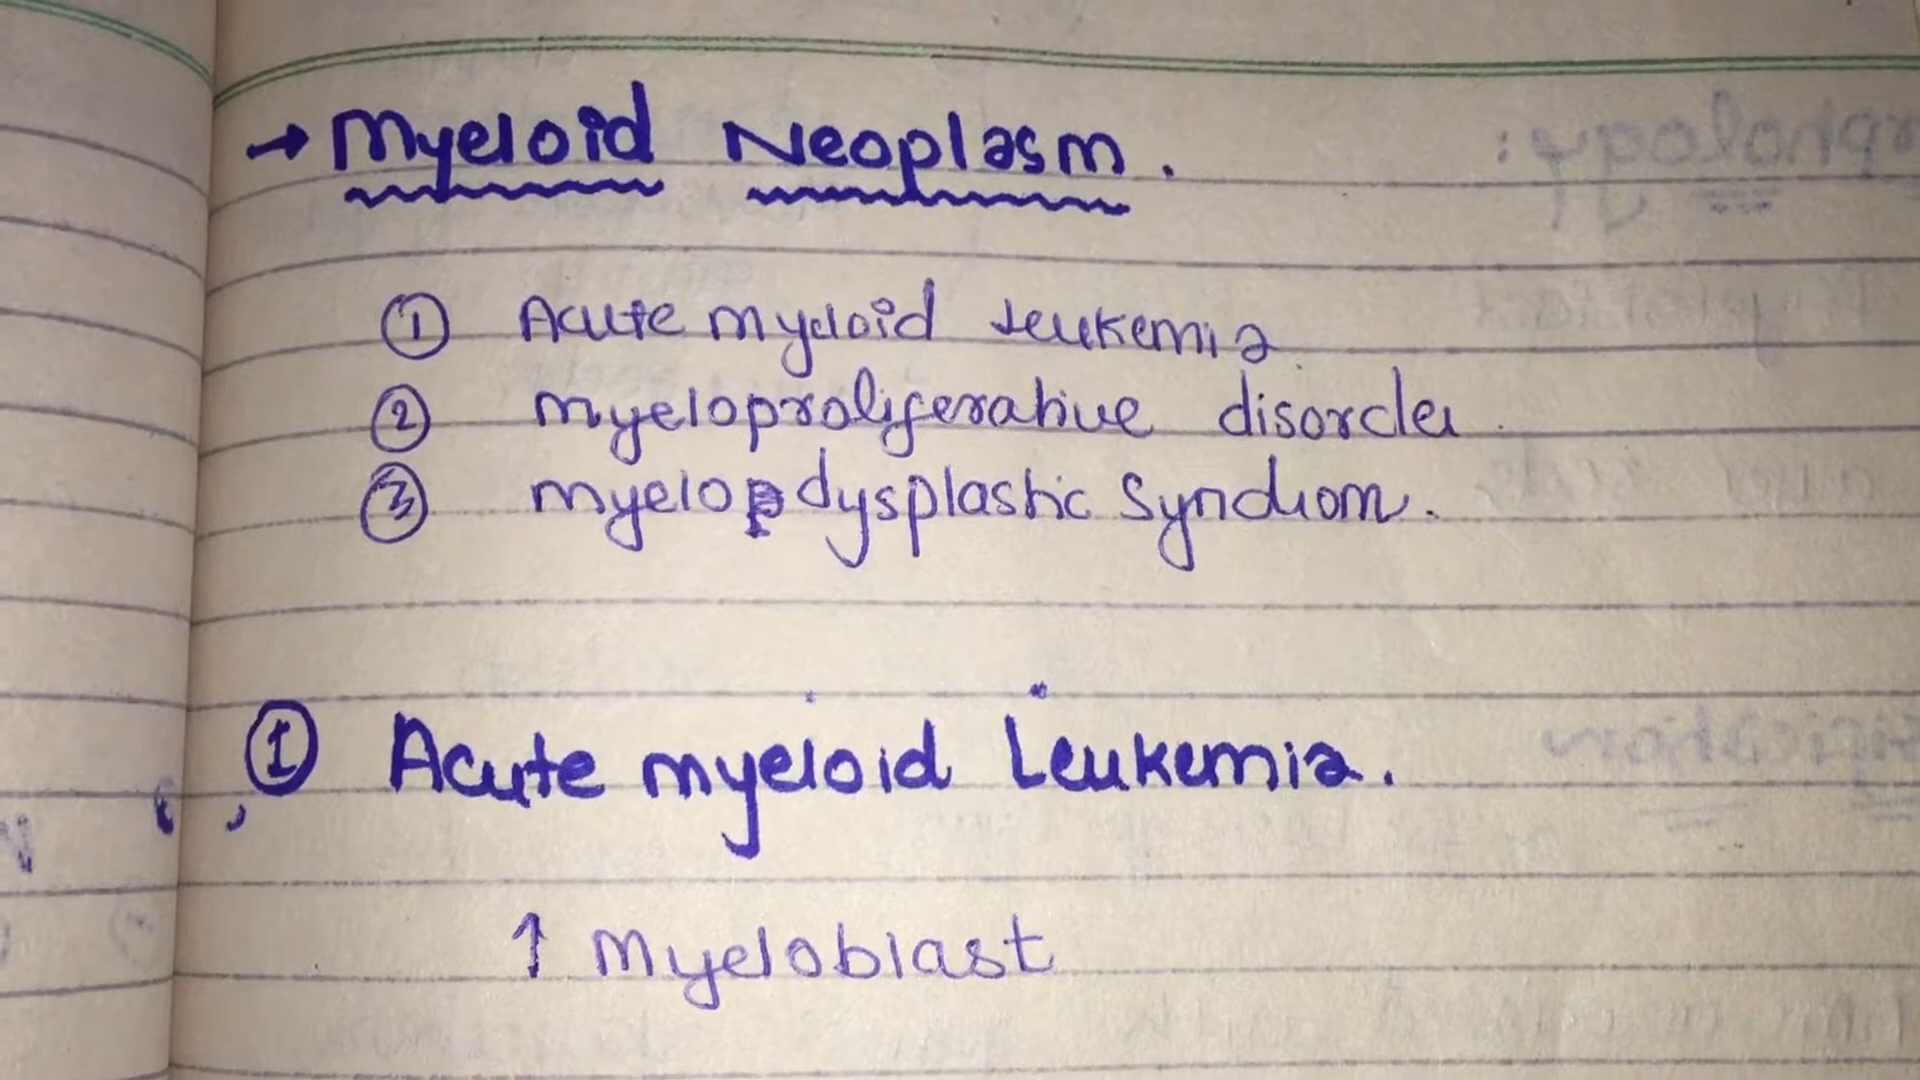 → Myeloid Neoplasm.
① Acute myeloid leukemia
② myeloproliferative disorder.
③ myelodysplastic Syndrom.
① Acute myeloid Leukemia.
↑ Myeloblast